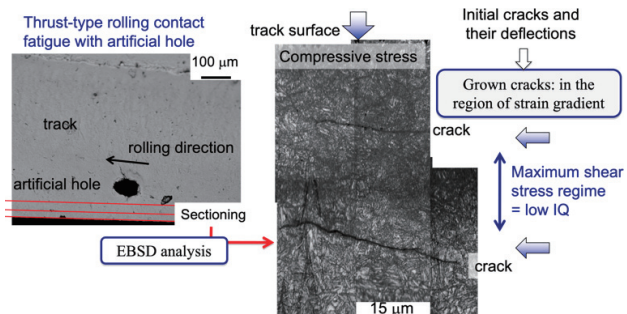 Thrust-type rolling contact
fatigue with artificial hole
100 μm
track
rolling direction
artificial hole
Sectioning
EBSD analysis
track surface
Compressive stress
crack
crack
15 μm
Initial cracks and
their deflections
Grown cracks: in the
region of strain gradient
Maximum shear
stress regime
= low IQ